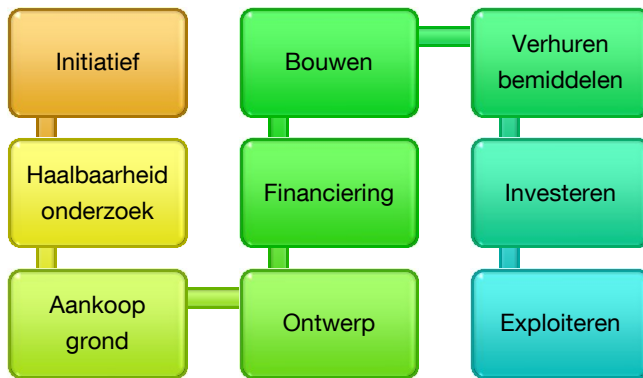 Initiatief
Haalbaarheid
onderzoek
Aankoop
grond
Ontwerp
Financiering
Bouwen
Verhuren
bemiddelen
Investeren
Exploiteren